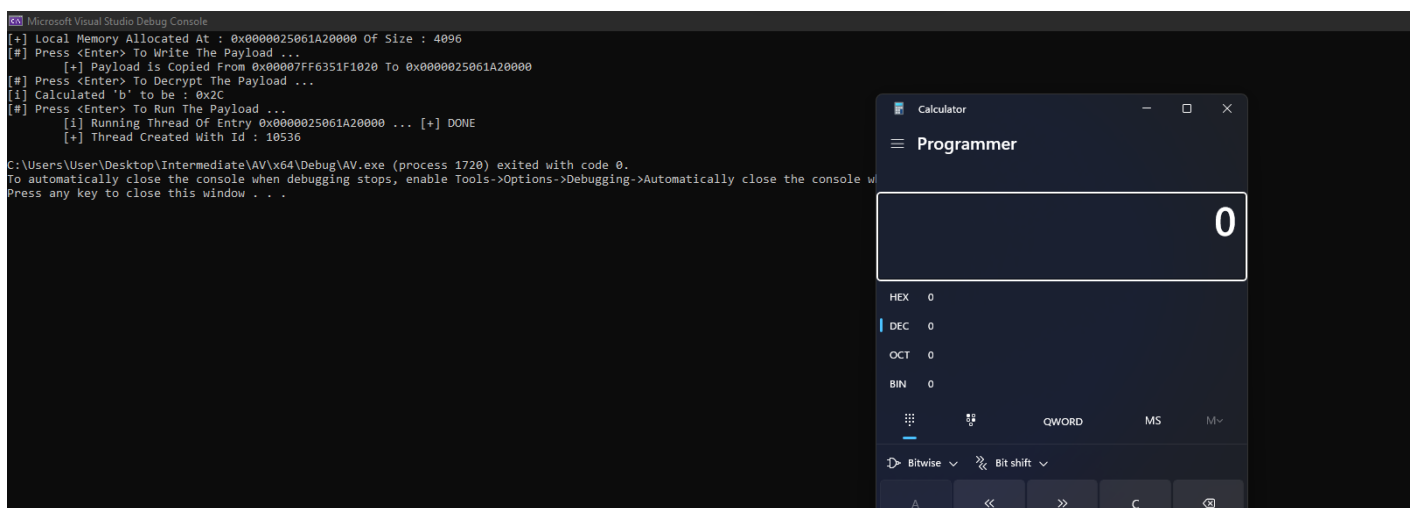 Microsoft Visual Studio Debug Console
[+] Local Memory Allocated At : 0x0000025061A20000 Of Size : 4096
[#] Press <Enter> To Write The Payload ...
[+] Payload is Copied From 0x00007FF6351F1020 To 0x0000025061A20000
[#] Press <Enter> To Decrypt The Payload ...
[i] Calculated 'b' to be : 0x2C
[#] Press <Enter> To Run The Payload ...
[i] Running Thread Of Entry 0x0000025061A20000 ... [+] DONE
[+] Thread Created With Id : 10536
C:\Users\User\Desktop\Intermediate\AV\x64\Debug\AV.exe (process 1720) exited with code 0.
To automatically close the console when debugging stops, enable Tools->Options->Debugging->Automatically close the console w
Press any key to close this window . . .
Calculator
Programmer
0
HEX 0
DEC 0
OCT 0
BIN 0
QWORD MS M
Bitwise Bit shift
A << >> C